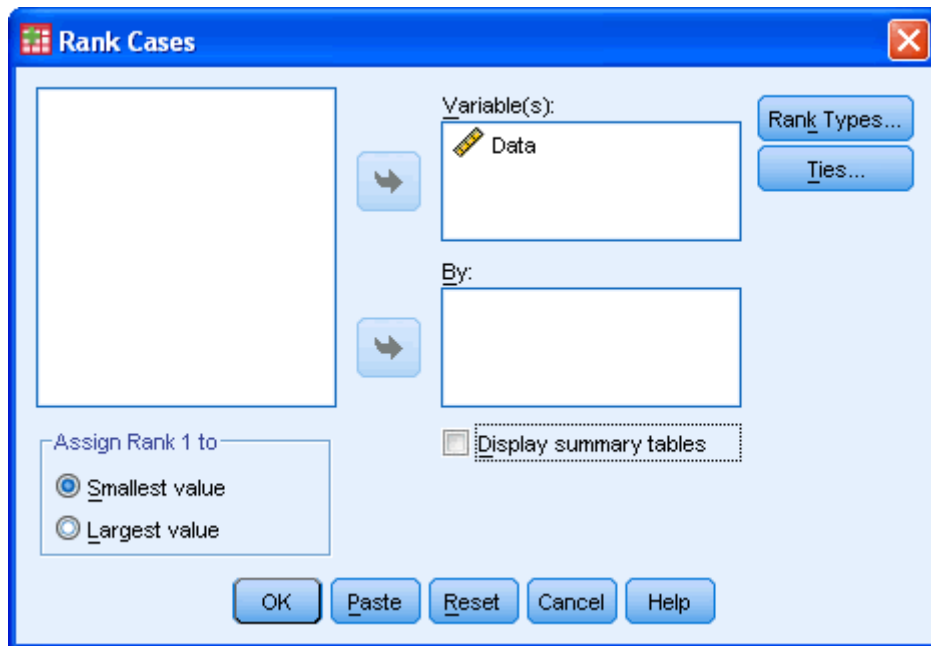 Rank Cases
Variable(s):
Data
Rank Types...
Ties...
By:
Display summary tables
Assign Rank 1 to
Smallest value
Largest value
OK
Paste
Reset
Cancel
Help